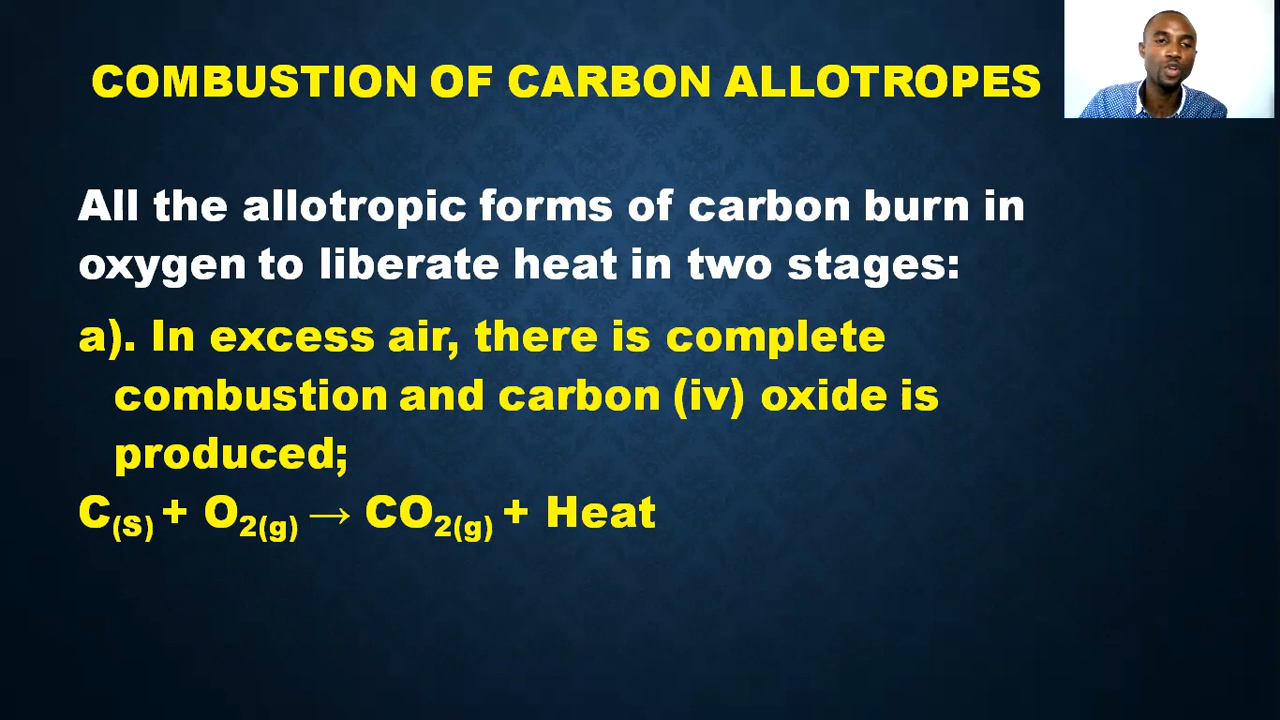 COMBUSTION OF CARBON ALLOTROPES
All the allotropic forms of carbon burn in
oxygen to liberate heat in two stages:
a). In excess air, there is complete
combustion and carbon (iv) oxide is
produced;
C(S) + O2(g) → CO2(g) + Heat